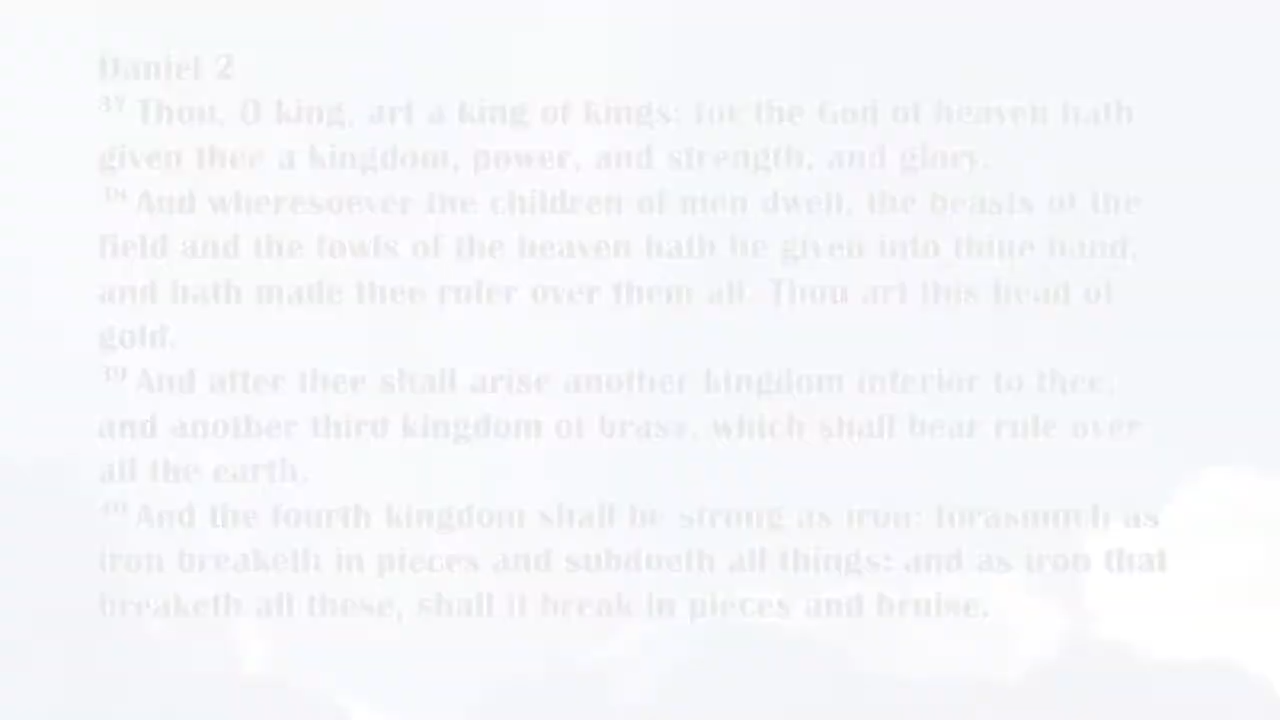 Daniel 2
37 Thou, O king, art a king of kings: for the God of heaven hath
given thee a kingdom, power, and strength, and glory.
38 And wheresoever the children of men dwell, the beasts of the
field and the fowls of the heaven hath he given into thine hand,
and hath made thee ruler over them all. Thou art this head of
gold.
39 And after thee shall arise another kingdom inferior to thee,
and another third kingdom of brass, which shall bear rule over
all the earth.
40 And the fourth kingdom shall be strong as iron: forasmuch as
iron breaketh in pieces and subdueth all things: and as iron that
breaketh all these, shall it break in pieces and bruise.